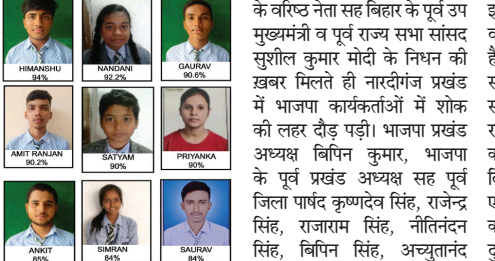 HIMANSHU
94%
NANDANI
92.2%
GAURAV
90.6%
AMIT RANJAN
90.2%
SATYAM
90%
PRIYANKA
90%
ANKIT
85%
SIMRAN
84%
SAURAV
84%
के वरिष्ठ नेता सह बिहार के पूर्व उप
मुख्यमंत्री व पूर्व राज्य सभा सांसद
सुशील कुमार मोदी के निधन की
ख़बर मिलते ही नारदीगंज प्रखंड
में भाजपा कार्यकर्ताओं में शोक
की लहर दौड़ पड़ी। भाजपा प्रखंड
अध्यक्ष बिपिन कुमार, भाजपा
के पूर्व प्रखंड अध्यक्ष सह पूर्व
जिला पार्षद कृष्णदेव सिंह, राजेन्द्र
सिंह, राजाराम सिंह, नीतिनंदन
सिंह, बिपिन सिंह, अच्युतानंद